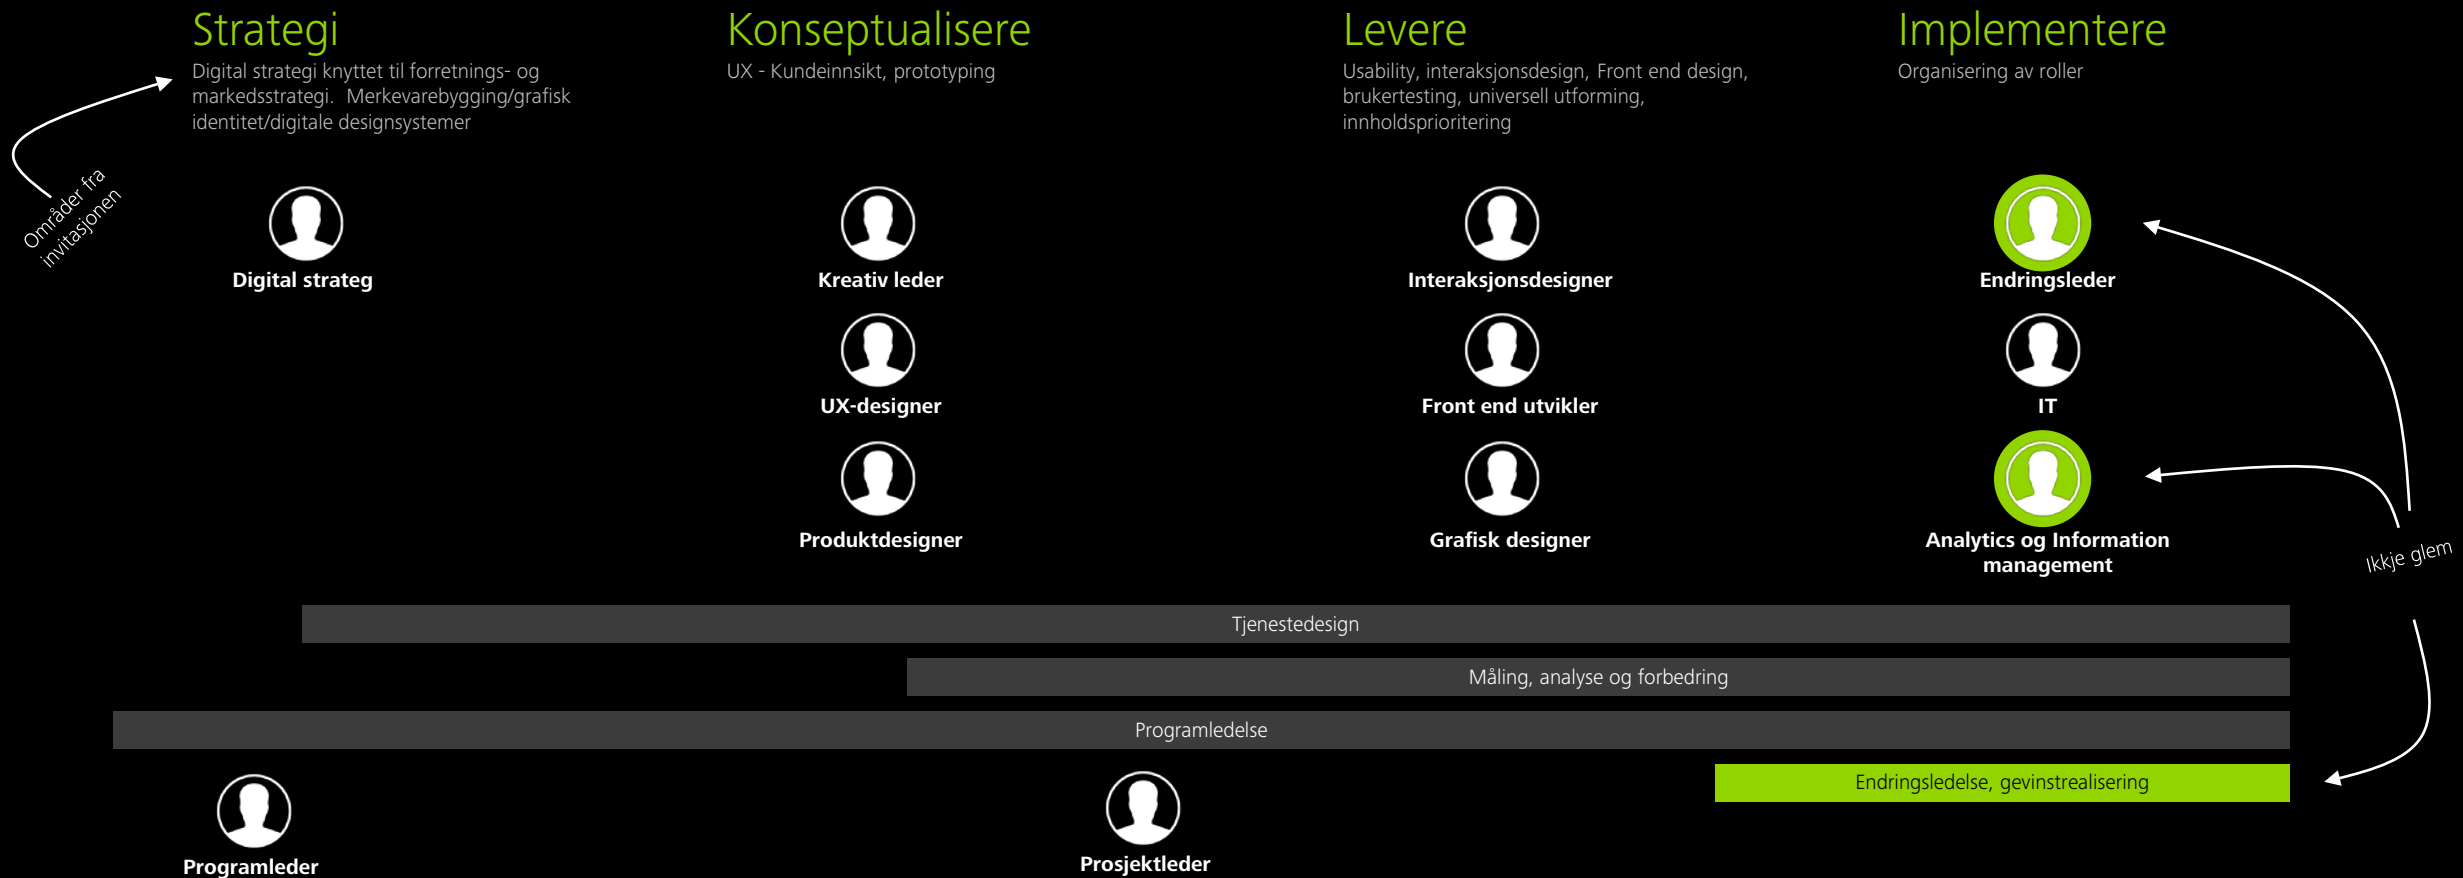 Strategi
Digital strategi knyttet til forretnings- og
markedsstrategi. Merkevarebygging/grafisk
identitet/digitale designsystemer
Konseptualisere
UX - Kundeinnsikt, prototyping
Levere
Usability, interaksjonsdesign, Front end design,
brukertesting, universell utforming,
innholdsprioritering
Implementere
Organisering av roller
Områder fra
invitasjonen
Digital strateg
Kreativ leder
Interaksjonsdesigner
Endringsleder
UX-designer
Front end utvikler
IT
Produktdesigner
Grafisk designer
Analytics og Information
management
Ikkje glem
Tjenestedesign
Måling, analyse og forbedring
Programledelse
Endringsledelse, gevinstrealisering
Programleder
Prosjektleder